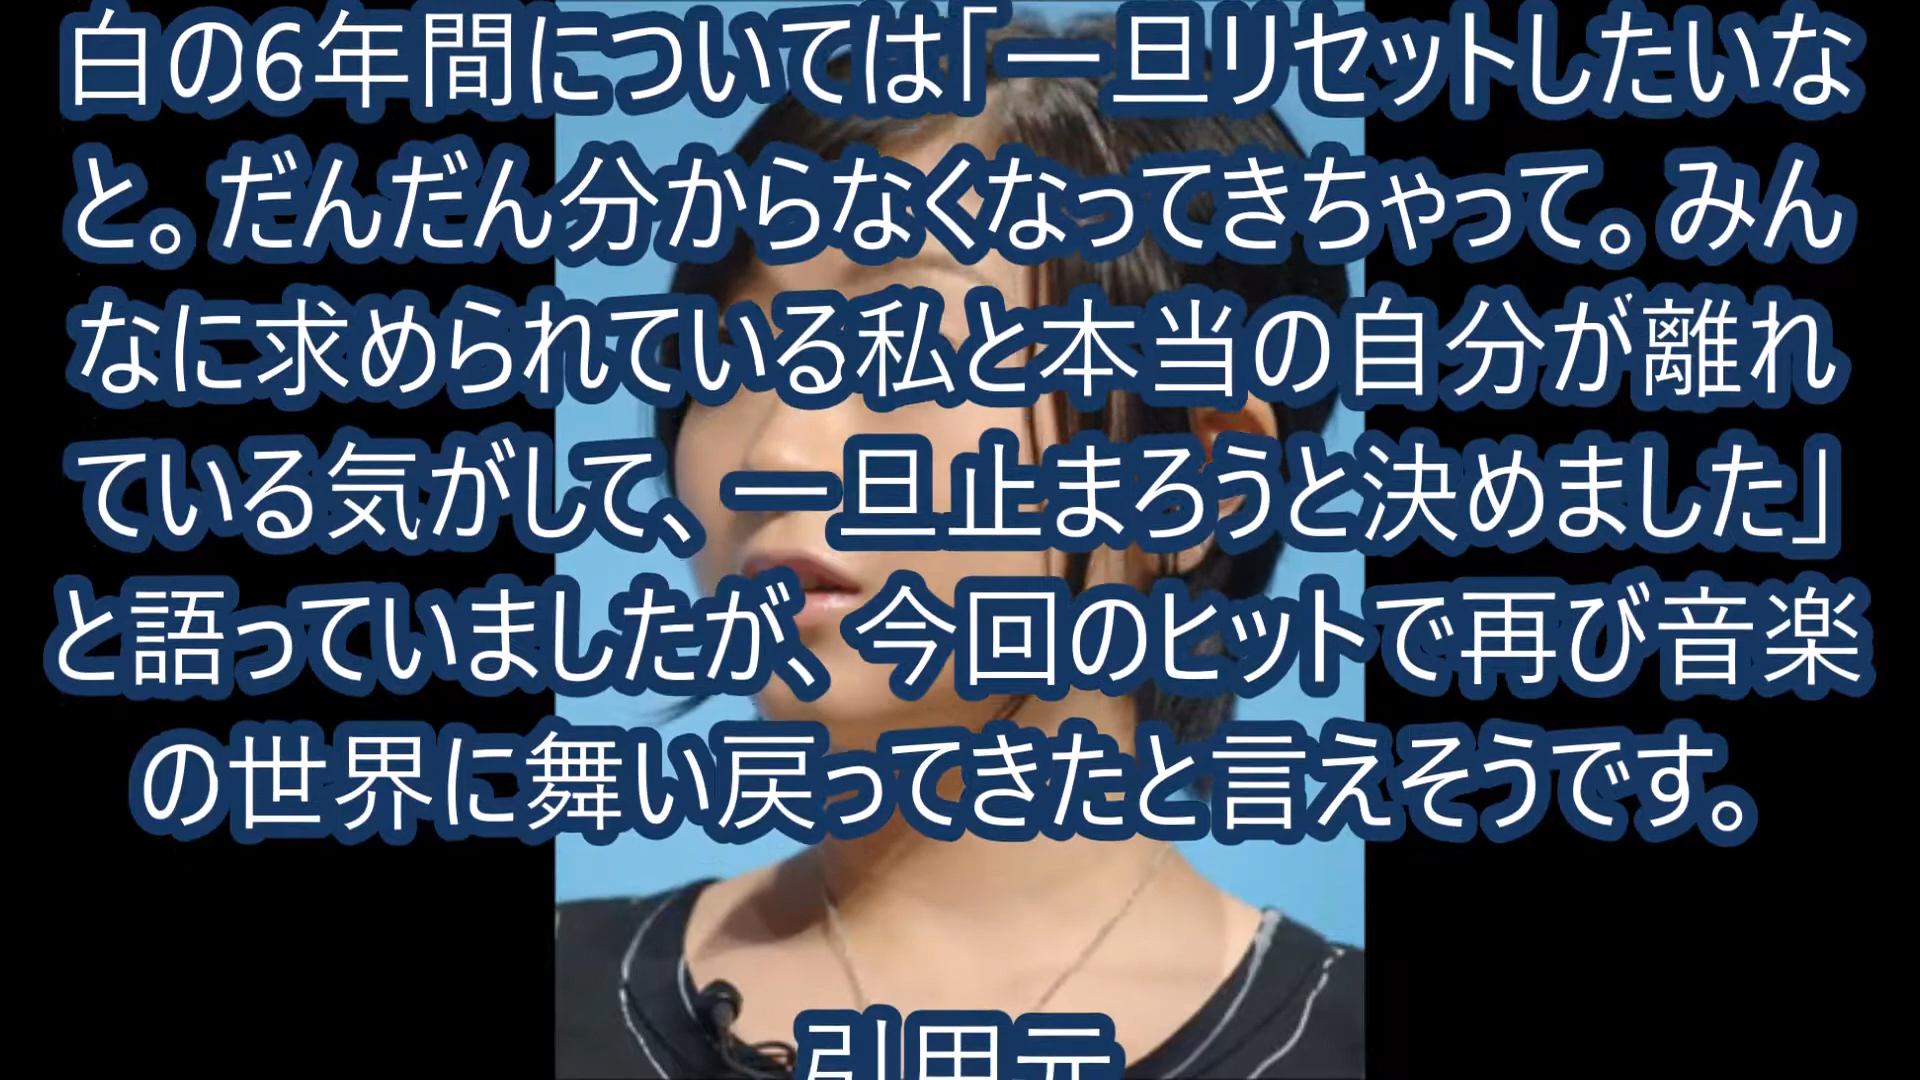 白の6年間については「一旦リセットしたいな
と。だんだん分からなくなってきちゃって。みん
なに求められている私と本当の自分が離れ
ている気がして、一旦止まろうと決めました」
と語っていましたが、今回のヒットで再び音楽
の世界に舞い戻ってきたと言えそうです。
引用元